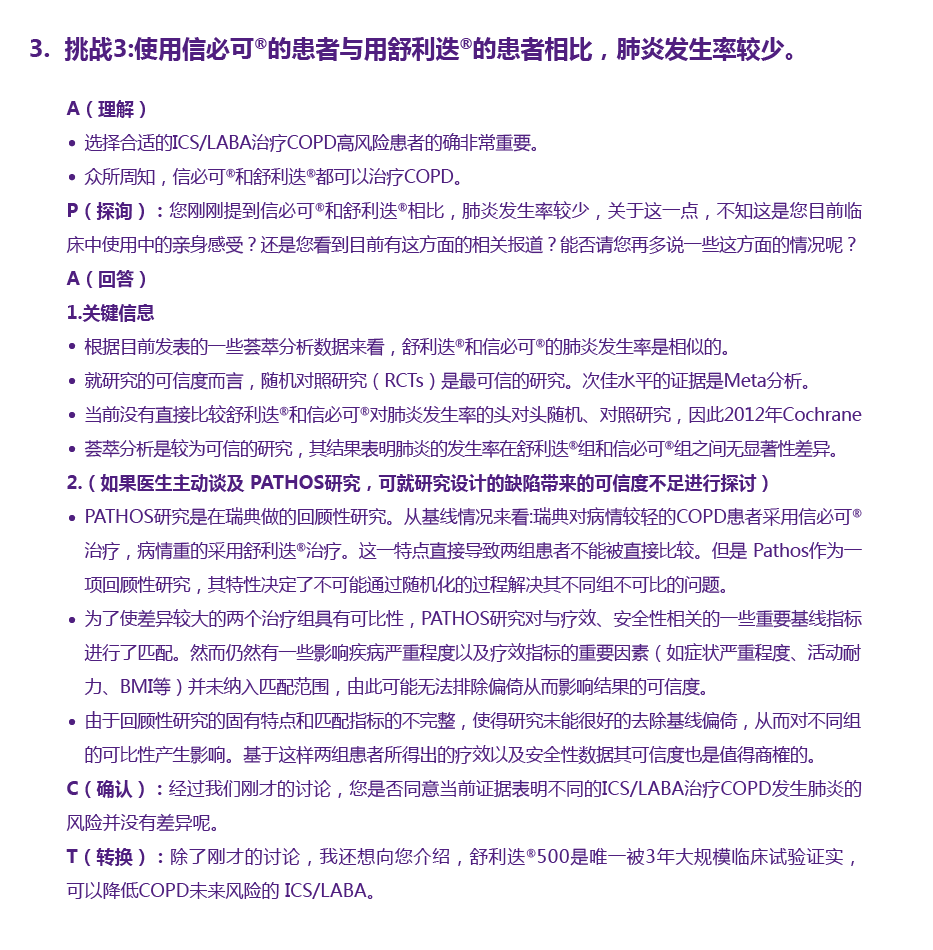 3. 挑战3:使用信必可®的患者与用舒利迭®的患者相比，肺炎发生率较少。
A（理解）
• 选择合适的ICS/LABA治疗COPD高风险患者的确非常重要。
• 众所周知，信必可®和舒利迭®都可以治疗COPD。
P（探询）：您刚刚提到信必可®和舒利迭®相比，肺炎发生率较少，关于这一点，不知这是您目前临
床中使用中的亲身感受？还是您看到目前有这方面的相关报道？能否请您再多说一些这方面的情况呢？
A（回答）
1.关键信息
• 根据目前发表的一些荟萃分析数据来看，舒利迭®和信必可®的肺炎发生率是相似的。
• 就研究的可信度而言，随机对照研究（RCTs）是最可信的研究。次佳水平的证据是Meta分析。
• 当前没有直接比较舒利迭®和信必可®对肺炎发生率的头对头随机、对照研究，因此2012年Cochrane
• 荟萃分析是较为可信的研究，其结果表明肺炎的发生率在舒利迭®组和信必可®组之间无显著性差异。
2.（如果医生主动谈及 PATHOS研究，可就研究设计的缺陷带来的可信度不足进行探讨）
• PATHOS研究是在瑞典做的回顾性研究。从基线情况来看:瑞典对病情较轻的COPD患者采用信必可®
治疗，病情重的采用舒利迭®治疗。这一特点直接导致两组患者不能被直接比较。但是 Pathos作为一
项回顾性研究，其特性决定了不可能通过随机化的过程解决其不同组不可比的问题。
• 为了使差异较大的两个治疗组具有可比性，PATHOS研究对与疗效、安全性相关的一些重要基线指标
进行了匹配。然而仍然有一些影响疾病严重程度以及疗效指标的重要因素（如症状严重程度、活动耐
力、BMI等）并未纳入匹配范围，由此可能无法排除偏倚从而影响结果的可信度。
• 由于回顾性研究的固有特点和匹配指标的不完整，使得研究未能很好的去除基线偏倚，从而对不同组
的可比性产生影响。基于这样两组患者所得出的疗效以及安全性数据其可信度也是值得商榷的。
C（确认）：经过我们刚才的讨论，您是否同意当前证据表明不同的ICS/LABA治疗COPD发生肺炎的
风险并没有差异呢。
T（转换）：除了刚才的讨论，我还想向您介绍，舒利迭®500是唯一被3年大规模临床试验证实，
可以降低COPD未来风险的 ICS/LABA。